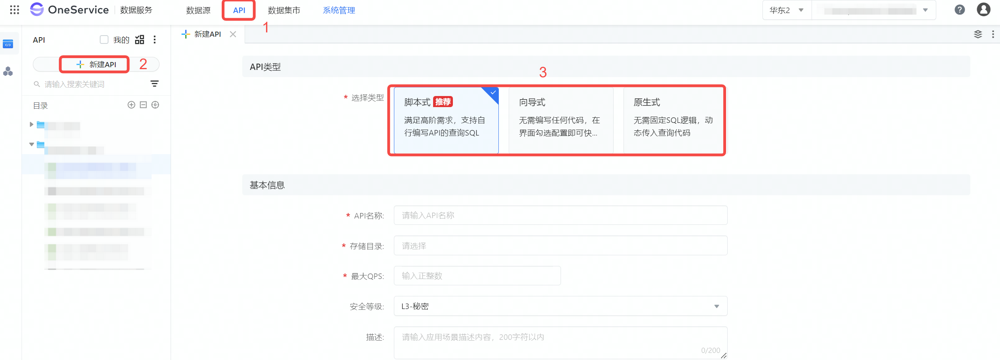 OneService 数据服务 数据源 API 数据集市 系统管理 华东2
1
API 我的 新建API
新建API 2
请输入搜索关键词
目录
API类型
3
* 选择类型
脚本式 推荐
满足高阶需求，支持自
行编写API的查询SQL
向导式
无需编写任何代码，在
界面勾选配置即可快...
原生式
无需固定SQL逻辑，动
态传入查询代码
基本信息
* API名称: 请输入API名称
* 存储目录: 请选择
* 最大QPS: 输入正整数
安全等级: L3-秘密
描述: 请输入应用场景描述内容，200字符以内
0/200